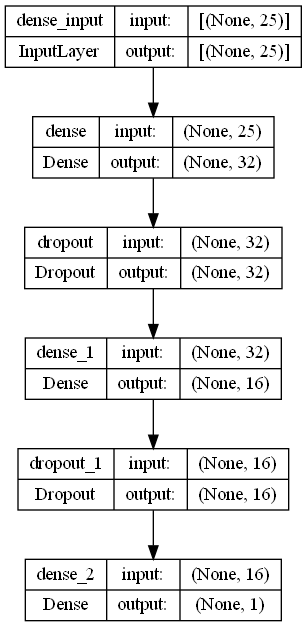 dense_input input: [(None, 25)]
InputLayer output: [(None, 25)]
dense input: (None, 25)
Dense output: (None, 32)
dropout input: (None, 32)
Dropout output: (None, 32)
dense_1 input: (None, 32)
Dense output: (None, 16)
dropout_1 input: (None, 16)
Dropout output: (None, 16)
dense_2 input: (None, 16)
Dense output: (None, 1)